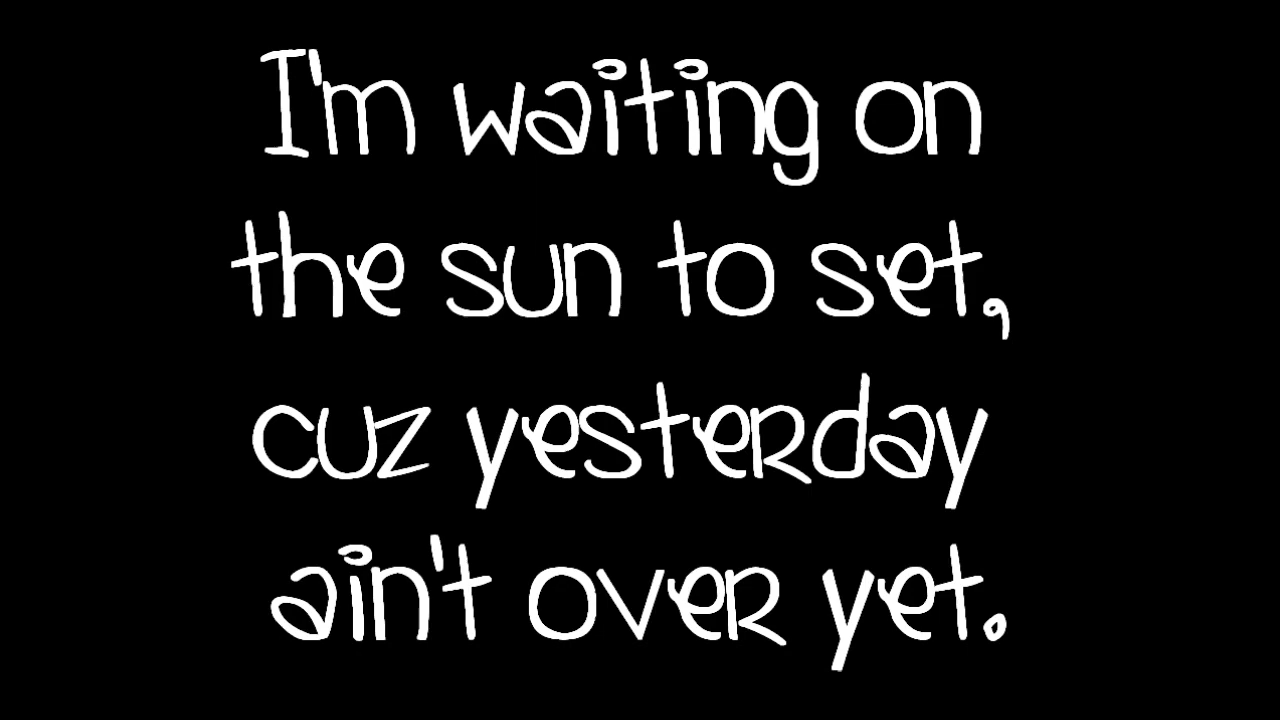 I'm waiting on
the sun to set,
cuz yesterday
ain't over yet.